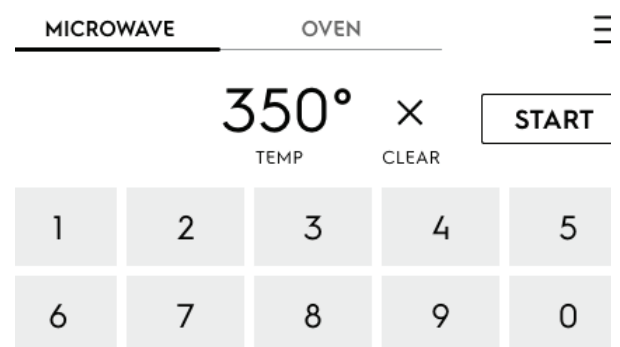 MICROWAVE OVEN
350° × START
TEMP CLEAR
1 2 3 4 5
6 7 8 9 0